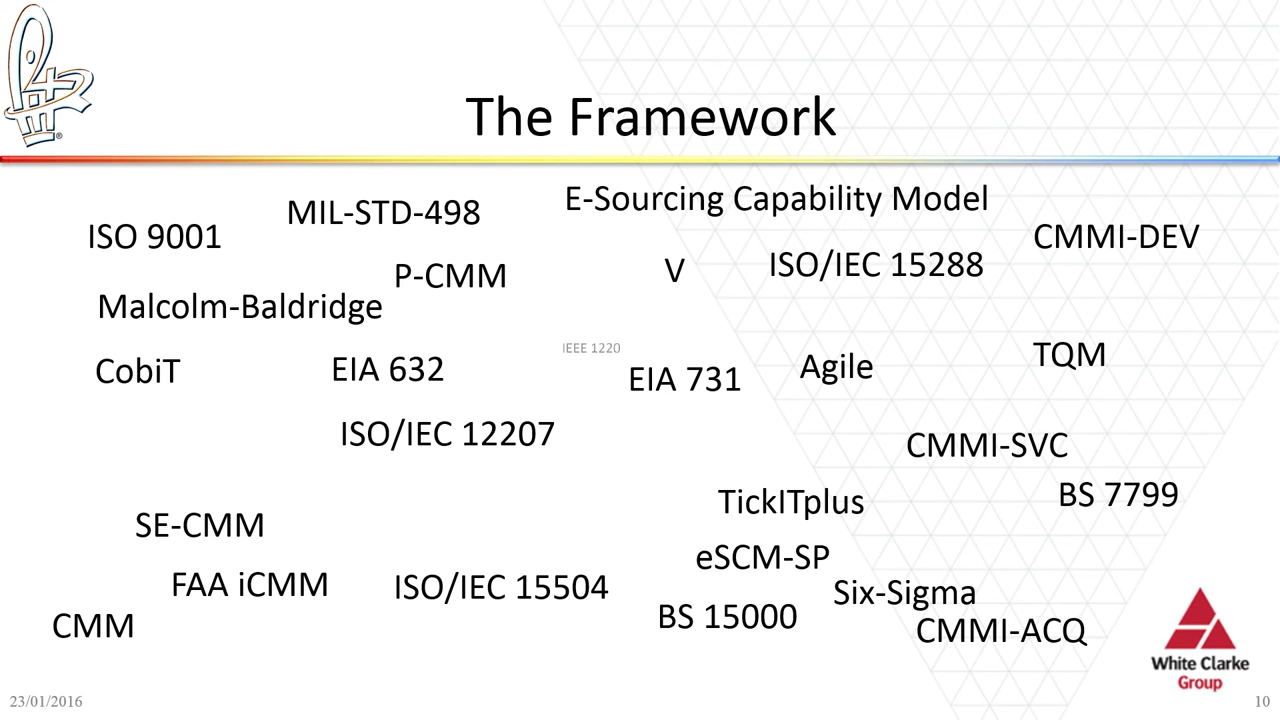 The Framework
E-Sourcing Capability Model
MIL-STD-498
ISO 9001
CMMI-DEV
ISO/IEC 15288
V
P-CMM
Malcolm-Baldridge
IEEE 1220
TQM
Agile
EIA 632
CobiT
EIA 731
ISO/IEC 12207
CMMI-SVC
BS 7799
TickITplus
SE-CMM
eSCM-SP
FAA iCMM
ISO/IEC 15504
Six-Sigma
BS 15000
CMM
CMMI-ACQ
White Clarke
Group
23/01/2016
10